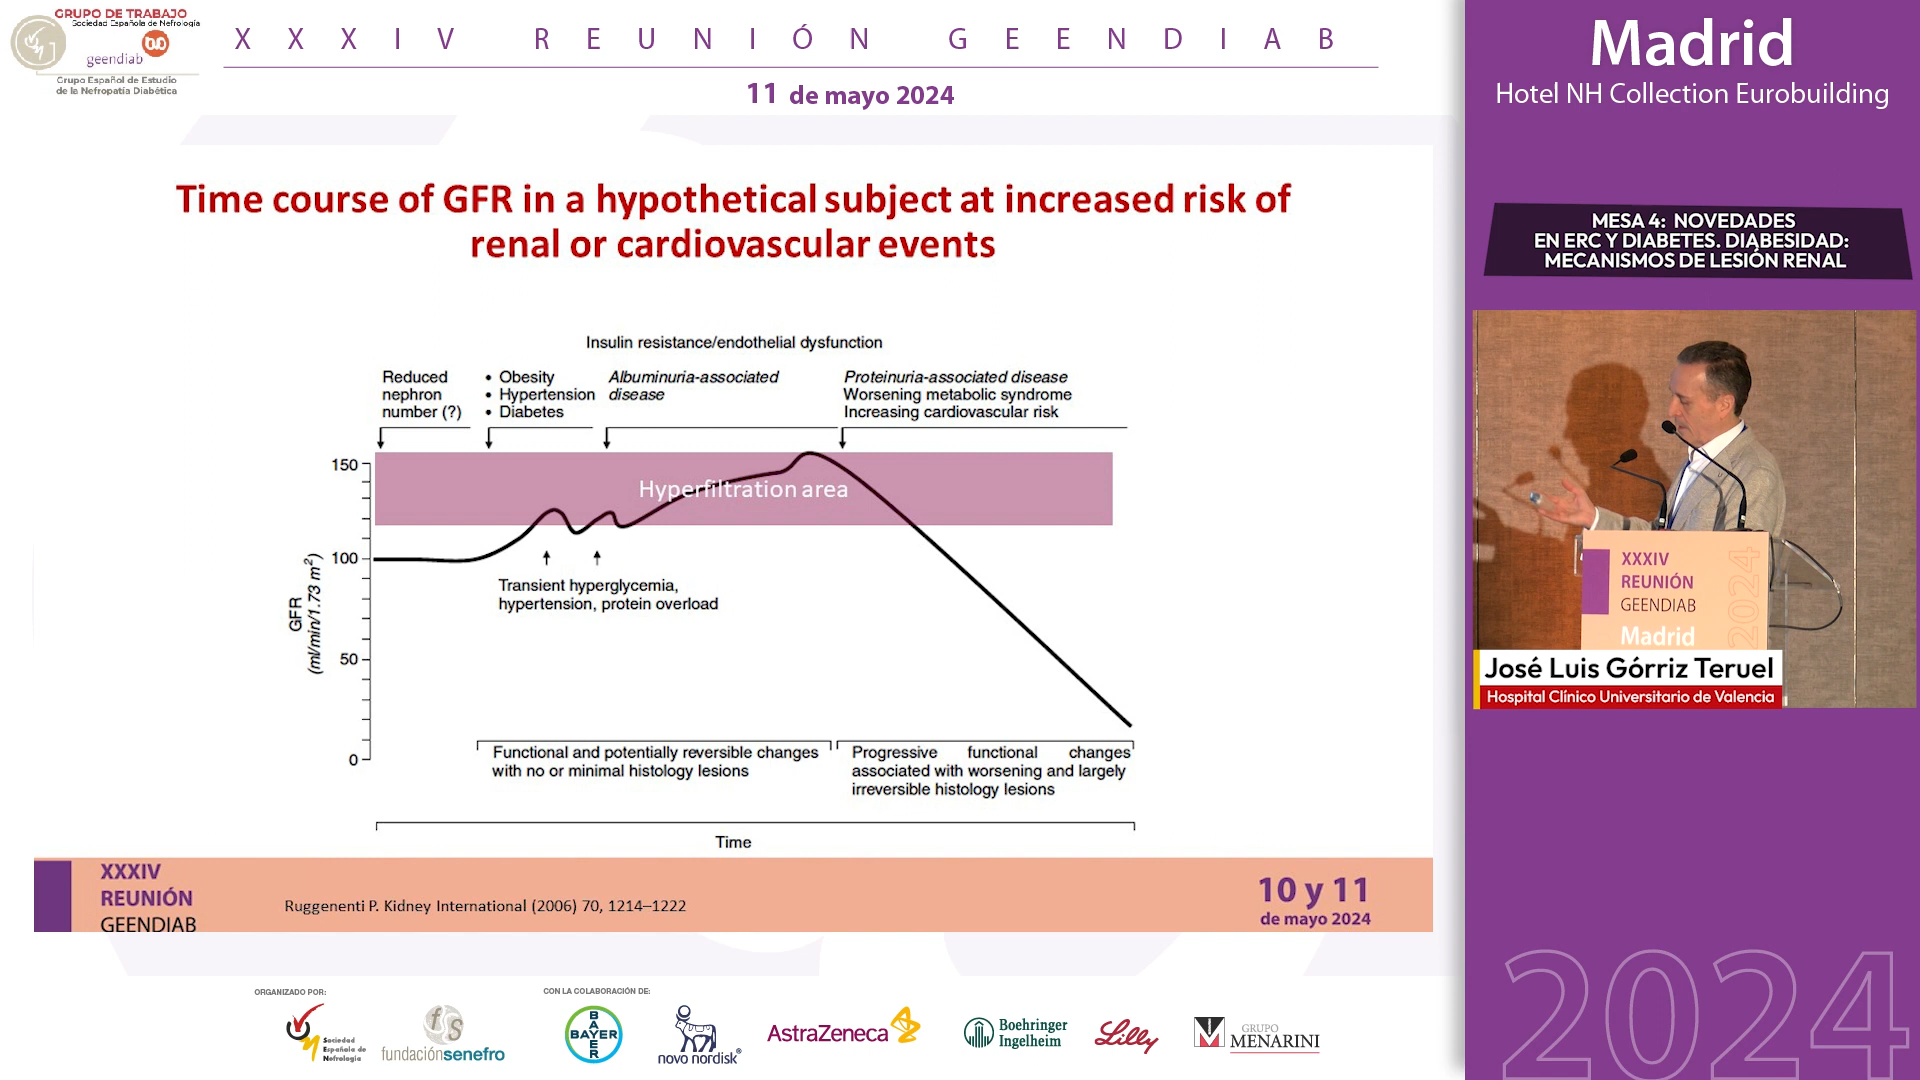 GRUPO DE TRABAJO
Sociedad Española de Nefrología
geendiab
Grupo Español de Estudio
de la Nefropatía Diabética
XXXIV REUNIÓN GEENDIAB
11 de mayo 2024
Time course of GFR in a hypothetical subject at increased risk of
renal or cardiovascular events
Insulin resistance/endothelial dysfunction
Reduced
nephron
number (?)
• Obesity
• Hypertension
• Diabetes
Albuminuria-associated
disease
Proteinuria-associated disease
Worsening metabolic syndrome
Increasing cardiovascular risk
150
100
50
0
GFR
(ml/min/1.73 m²)
Hyperfiltration area
Transient hyperglycemia,
hypertension, protein overload
Functional and potentially reversible changes
with no or minimal histology lesions
Progressive functional changes
associated with worsening and largely
irreversible histology lesions
Time
XXXIV
REUNIÓN
GEENDIAB
Ruggenenti P. Kidney International (2006) 70, 1214–1222
10 y 11
de mayo 2024
ORGANIZADO POR:
Sociedad
Española de
Nefrología
fs
fundaciónsenefro
CON LA COLABORACIÓN DE:
BAYER
BAYER
novo nordisk®
AstraZeneca
Boehringer
Ingelheim
Lilly
GRUPO
MENARINI
Madrid
Hotel NH Collection Eurobuilding
MESA 4: NOVEDADES
EN ERC Y DIABETES. DIABESIDAD:
MECANISMOS DE LESIÓN RENAL
XXXIV
REUNIÓN
GEENDIAB
Madrid
2024
José Luis Górriz Teruel
Hospital Clínico Universitario de Valencia
2024